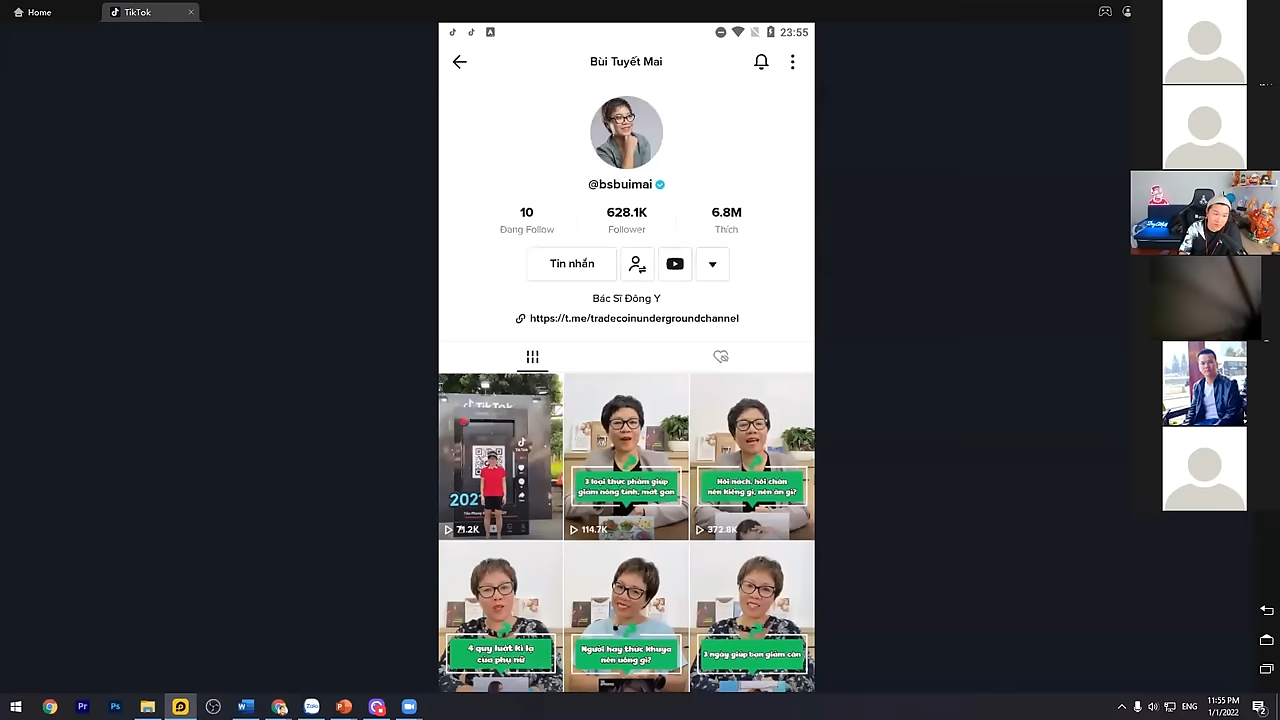 Home
TikTok
23:55
Bùi Tuyết Mai
@bsbuimai
10
628.1K
6.8M
Đang Follow
Follower
Thích
Tin nhắn
Bác Sĩ Đông Y
https://t.me/tradecoinundergroundchannel
TikTok
TikTok
202
71.2K
3 loại thực phẩm giúp
giảm nóng tính, mát gan
114.7K
Hôi nách, hôi chân
nên kiêng gì, nên ăn gì?
372.8K
4 quy luật kì lạ
của phụ nữ
Người hay thức khuya
nên uống gì?
3 ngày giúp bạn giảm cân
ENG
11:55 PM
1/1/2022